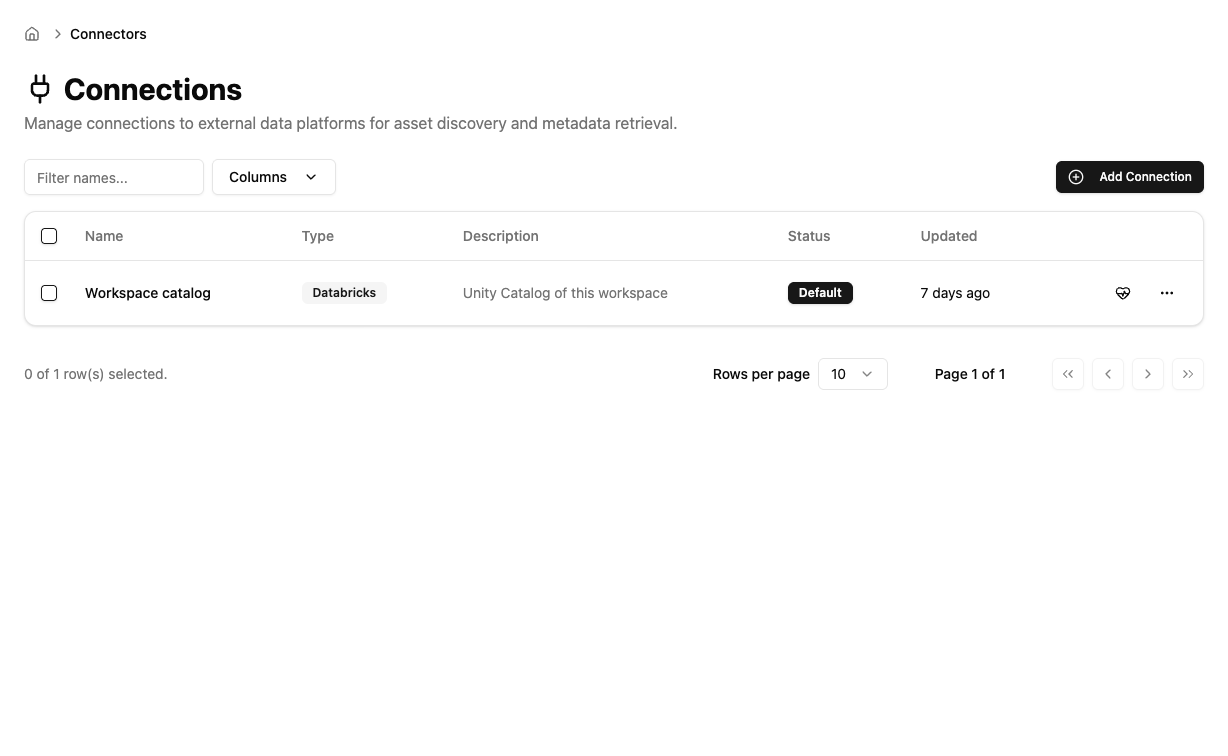 Connectors
Connections
Manage connections to external data platforms for asset discovery and metadata retrieval.
Filter names...
Columns
Add Connection
Name Type Description Status Updated
Workspace catalog Databricks Unity Catalog of this workspace Default 7 days ago
0 of 1 row(s) selected.
Rows per page 10 Page 1 of 1